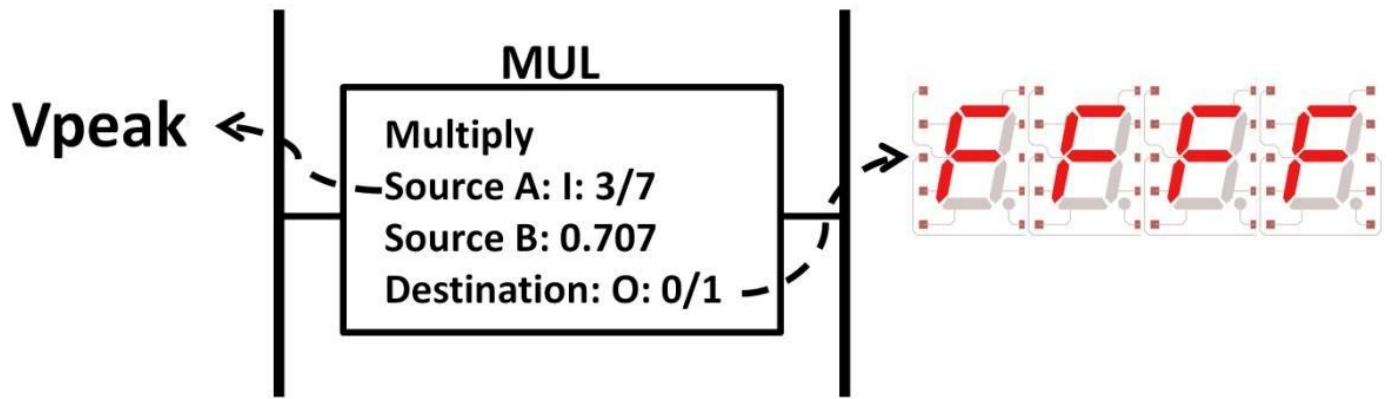 MUL
Vpeak
Multiply
Source A: I: 3/7
Source B: 0.707
Destination: O: 0/1
FFFF